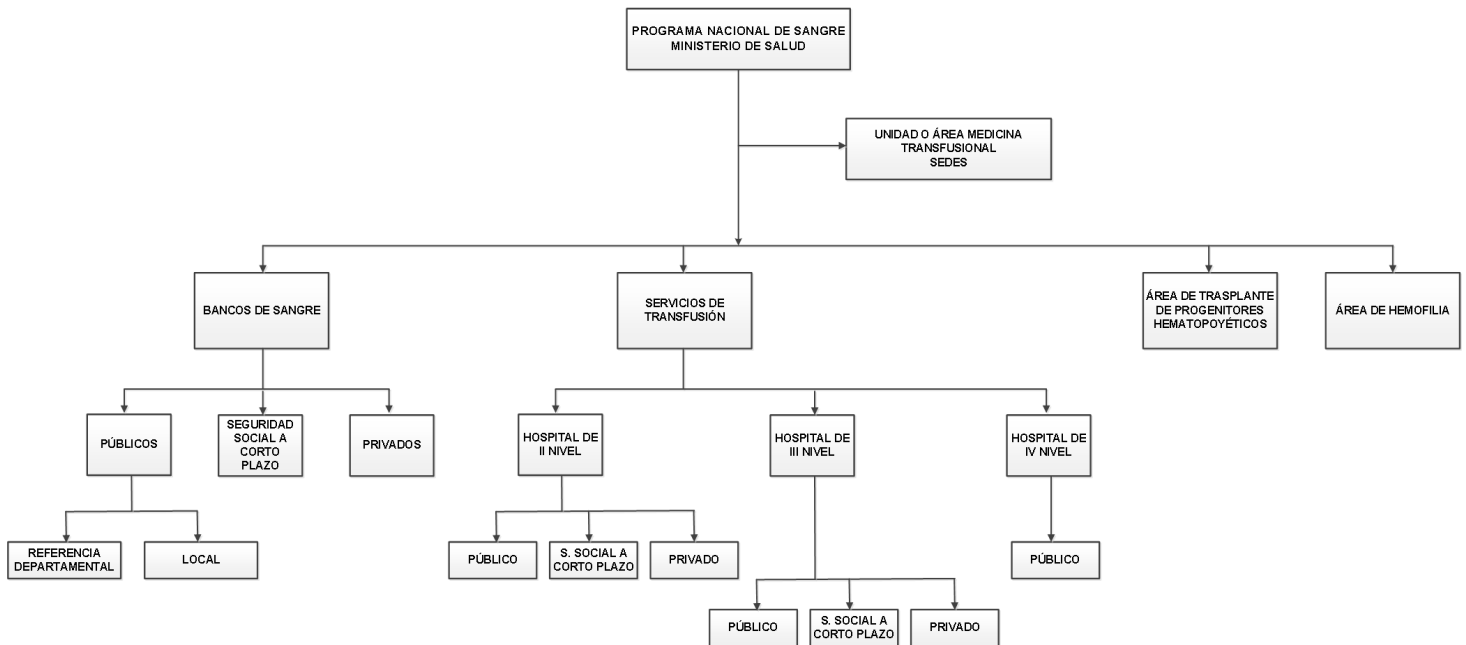 PROGRAMA NACIONAL DE SANGRE
MINISTERIO DE SALUD
UNIDAD O ÁREA MEDICINA
TRANSFUSIONAL
SEDES
BANCOS DE SANGRE
SERVICIOS DE
TRANSFUSIÓN
ÁREA DE TRASPLANTE
DE PROGENITORES
HEMATOPOYÉTICOS
ÁREA DE HEMOFILIA
PÚBLICOS
SEGURIDAD
SOCIAL A
CORTO
PLAZO
PRIVADOS
HOSPITAL DE
II NIVEL
HOSPITAL DE
III NIVEL
HOSPITAL DE
IV NIVEL
REFERENCIA
DEPARTAMENTAL
LOCAL
PÚBLICO
S. SOCIAL A
CORTO PLAZO
PRIVADO
PÚBLICO
PÚBLICO
S. SOCIAL A
CORTO PLAZO
PRIVADO